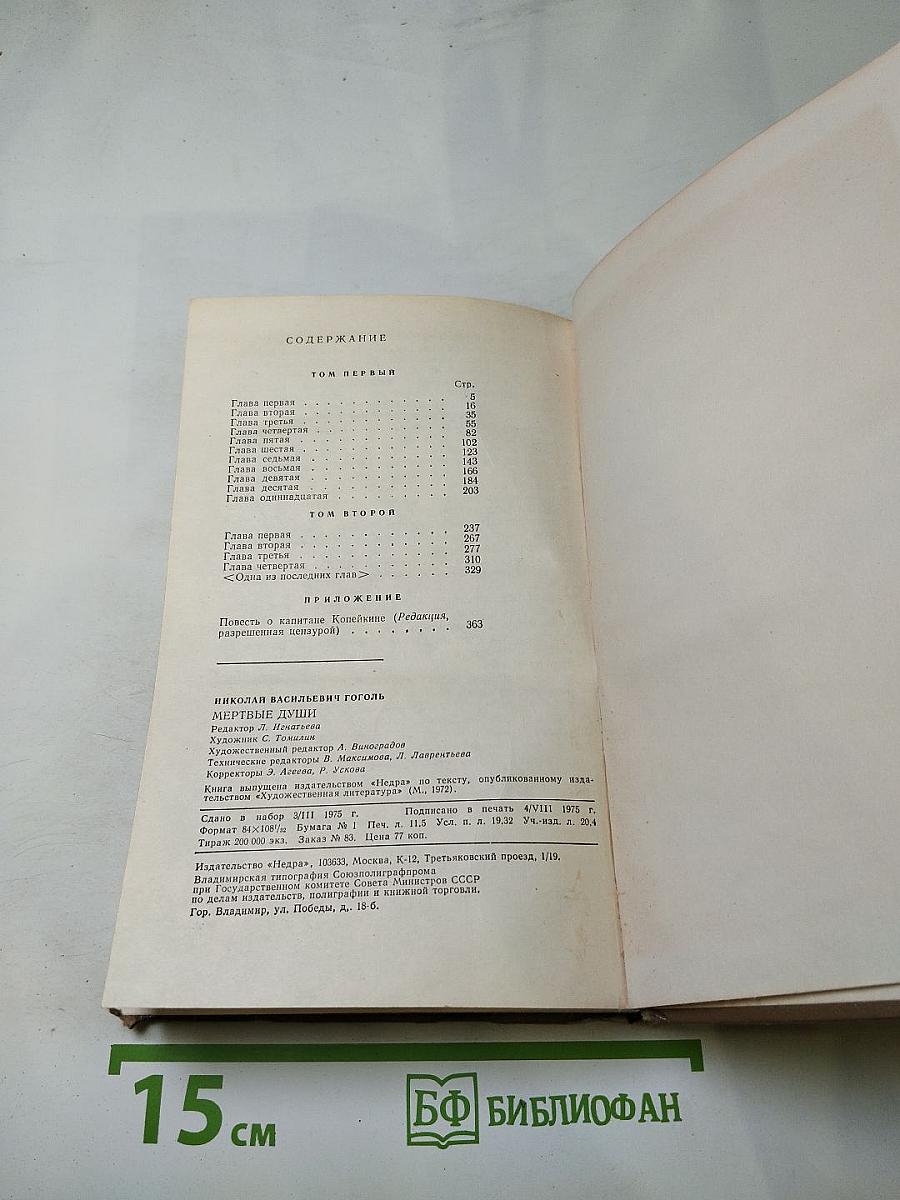 СОДЕРЖАНИЕ
ТОМ ПЕРВЫЙ
Стр.
Глава первая . . . . . . . . . . . . 5
Глава вторая . . . . . . . . . . . . 16
Глава третья . . . . . . . . . . . . 35
Глава четвертая . . . . . . . . . . . 55
Глава пятая . . . . . . . . . . . . 82
Глава шестая . . . . . . . . . . . . 102
Глава седьмая . . . . . . . . . . . 123
Глава восьмая . . . . . . . . . . . 143
Глава девятая . . . . . . . . . . . 166
Глава десятая . . . . . . . . . . . 184
Глава одиннадцатая . . . . . . . . . 203
ТОМ ВТОРОЙ
Глава первая . . . . . . . . . . . . 237
Глава вторая . . . . . . . . . . . . 267
Глава третья . . . . . . . . . . . . 277
Глава четвертая . . . . . . . . . . . 310
<Одна из последних глав> . . . . . . 329
ПРИЛОЖЕНИЕ
Повесть о капитане Копейкине (Редакция,
разрешенная цензурой) . . . . . . . . 363
НИКОЛАЙ ВАСИЛЬЕВИЧ ГОГОЛЬ
МЕРТВЫЕ ДУШИ
Редактор Л. Игнатьева
Художник С. Томилин
Художественный редактор А. Виноградов
Технические редакторы В. Максимова, Л. Лаврентьева
Корректоры Э. Агеева, Р. Ускова
Книга выпущена издательством «Недра» по тексту, опубликованному изда-
тельством «Художественная литература» (М., 1972).
Сдано в набор 3/III 1975 г. Подписано в печать 4/VIII 1975 г.
Формат 84×108¹/₃₂ Бумага № 1 Печ. л. 11,5 Усл. п. л. 19,32 Уч.-изд. л. 20,4
Тираж 200 000 экз. Заказ № 83. Цена 77 коп.
Издательство «Недра», 103633, Москва, К-12, Третьяковский проезд, 1/19.
Владимирская типография Союзполиграфпрома
при Государственном комитете Совета Министров СССР
по делам издательств, полиграфии и книжной торговли.
Гор. Владимир, ул. Победы, д. 18-б.
15 см
БФ БИБЛИОФАН